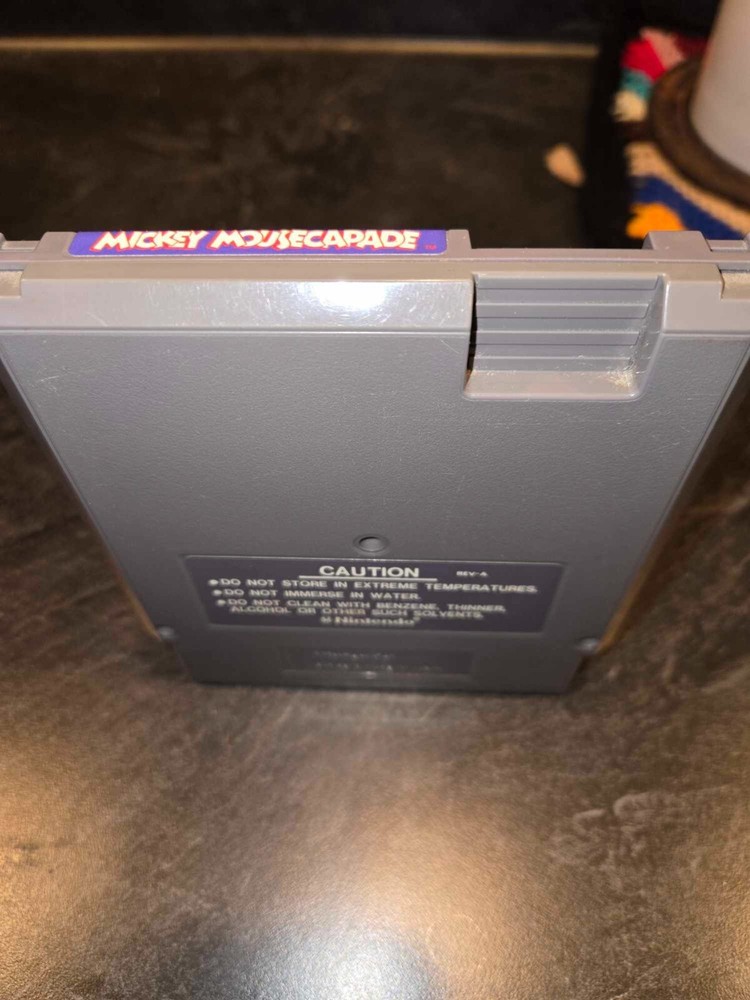 MICKEY MOUSECAPADE ™
CAUTION REV-A
•DO NOT STORE IN EXTREME TEMPERATURES.
•DO NOT IMMERSE IN WATER.
•DO NOT CLEAN WITH BENZENE, THINNER,
ALCOHOL OR OTHER SUCH SOLVENTS.
Nintendo®